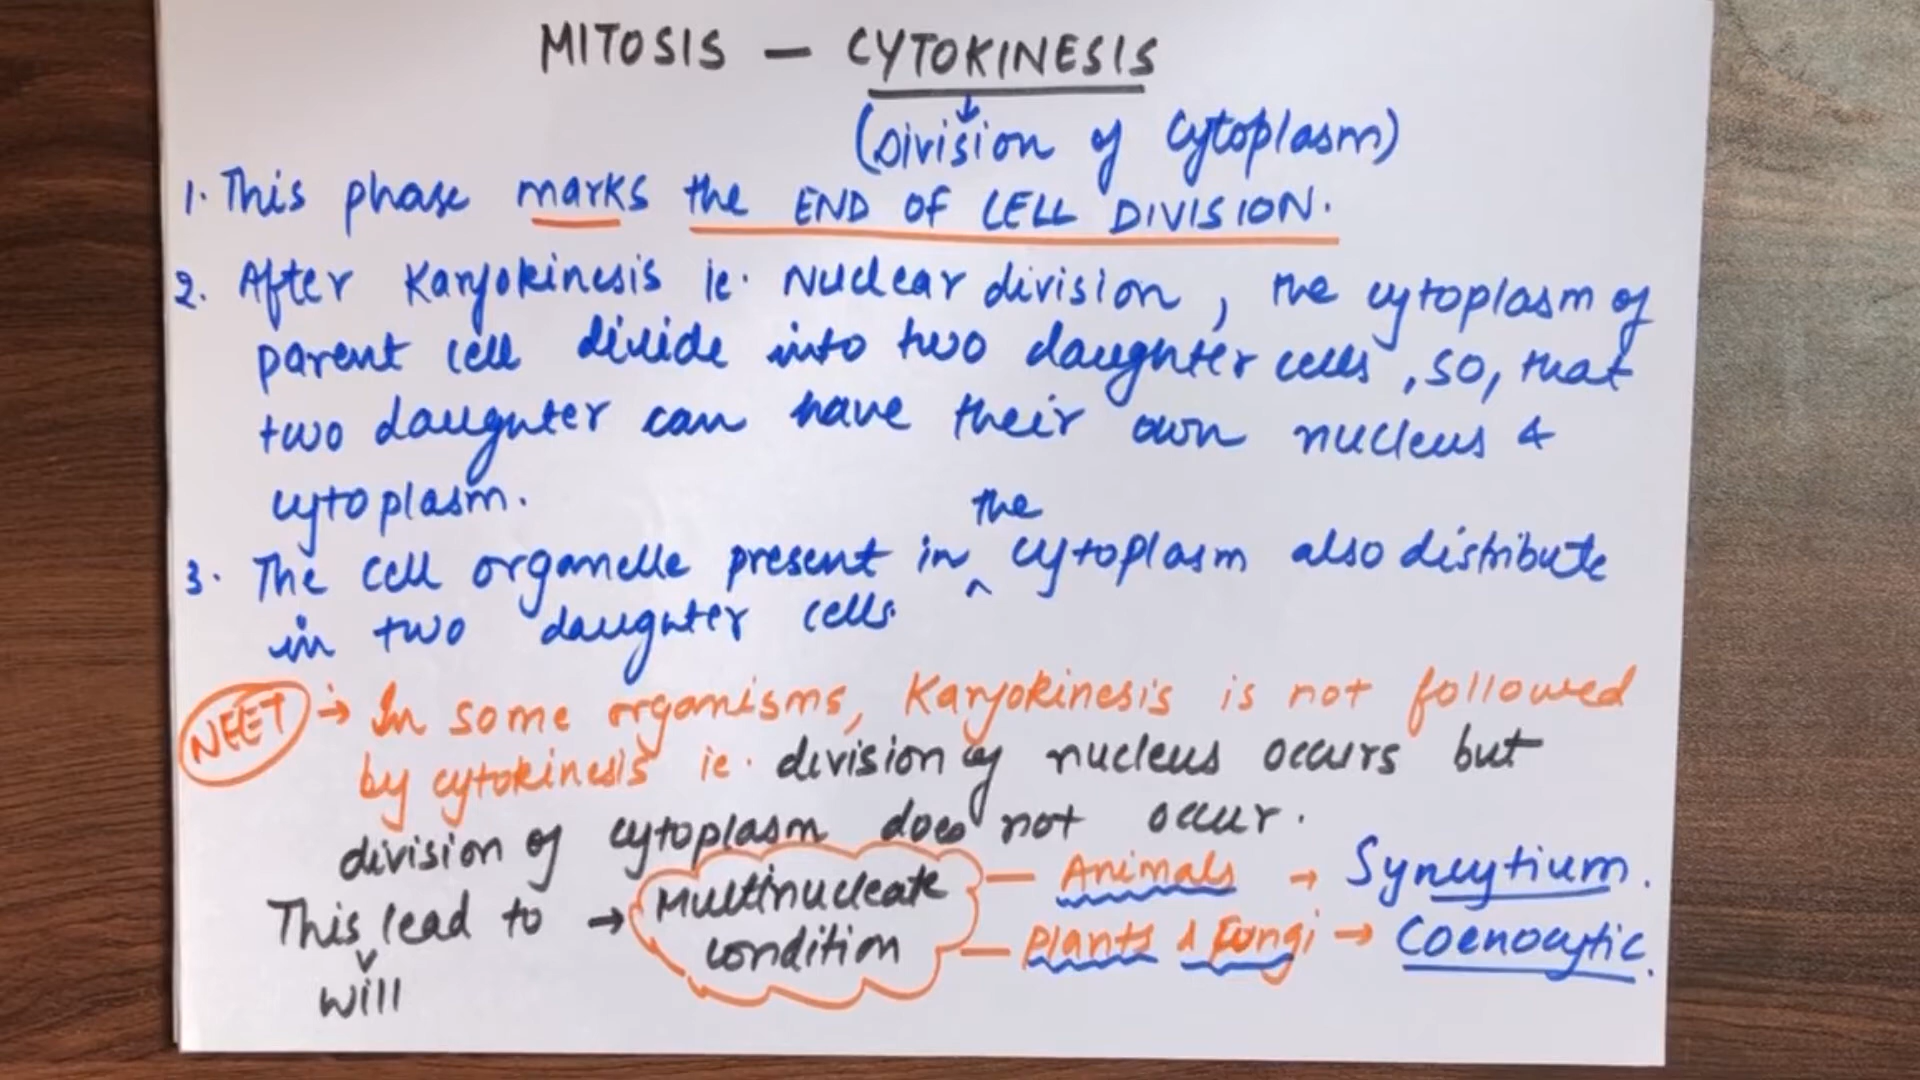 MITOSIS – CYTOKINESIS
(Division of Cytoplasm)
1. This phase marks the END OF CELL DIVISION.
2. After Karyokinesis ie. Nuclear division, the cytoplasm of
parent cell divide into two daughter cells, so, that
two daughter can have their own nucleus &
cytoplasm.
3. The cell organelle present in the cytoplasm also distribute
in two daughter cells.
NEET → In some organisms, Karyokinesis is not followed
by cytokinesis ie. division of nucleus occurs but
division of cytoplasm does not occur.
This will lead to → Multinucleate condition
— Animals → Syncytium.
— Plants & Fungi → Coenocytic.